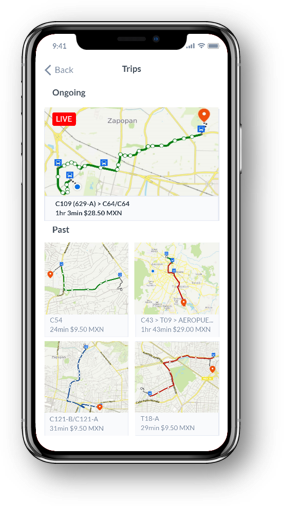 9:41
Back
Trips
Ongoing
LIVE
Zapopan
C109 (629-A) > C64/C64
1hr 3min $28.50 MXN
Past
C54
24min $9.50 MXN
C43 > T09 > AEROPUE...
1hr 43min $29.00 MXN
C121-B/C121-A
31min $9.50 MXN
T18-A
29min $9.50 MXN